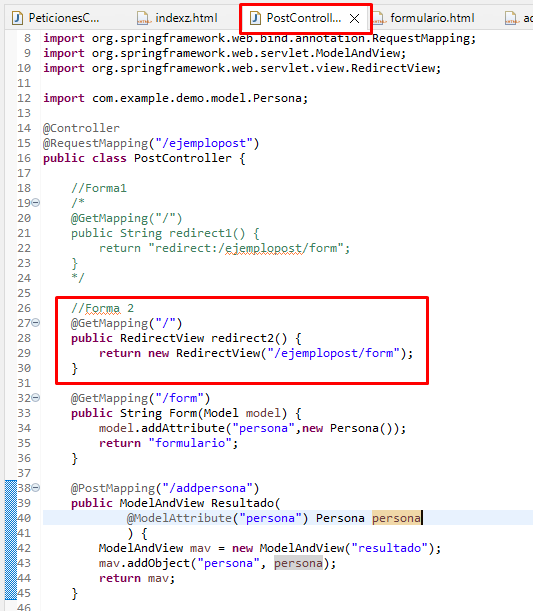 PeticionesC... indexz.html PostControll... formulario.html
8 import org.springframework.web.bind.annotation.RequestMapping;
9 import org.springframework.web.servlet.ModelAndView;
10 import org.springframework.web.servlet.view.RedirectView;
11
12 import com.example.demo.model.Persona;
13
14 @Controller
15 @RequestMapping("/ejemplopost")
16 public class PostController {
17
18 //Forma1
19 /*
20 @GetMapping("/")
21 public String redirect1() {
22 return "redirect:/ejemplopost/form";
23 }
24 */
25
26 //Forma 2
27 @GetMapping("/")
28 public RedirectView redirect2() {
29 return new RedirectView("/ejemplopost/form");
30 }
31
32 @GetMapping("/form")
33 public String Form(Model model) {
34 model.addAttribute("persona",new Persona());
35 return "formulario";
36 }
37
38 @PostMapping("/addpersona")
39 public ModelAndView Resultado(
40 @ModelAttribute("persona") Persona persona
41 ) {
42 ModelAndView mav = new ModelAndView("resultado");
43 mav.addObject("persona", persona);
44 return mav;
45 }
46